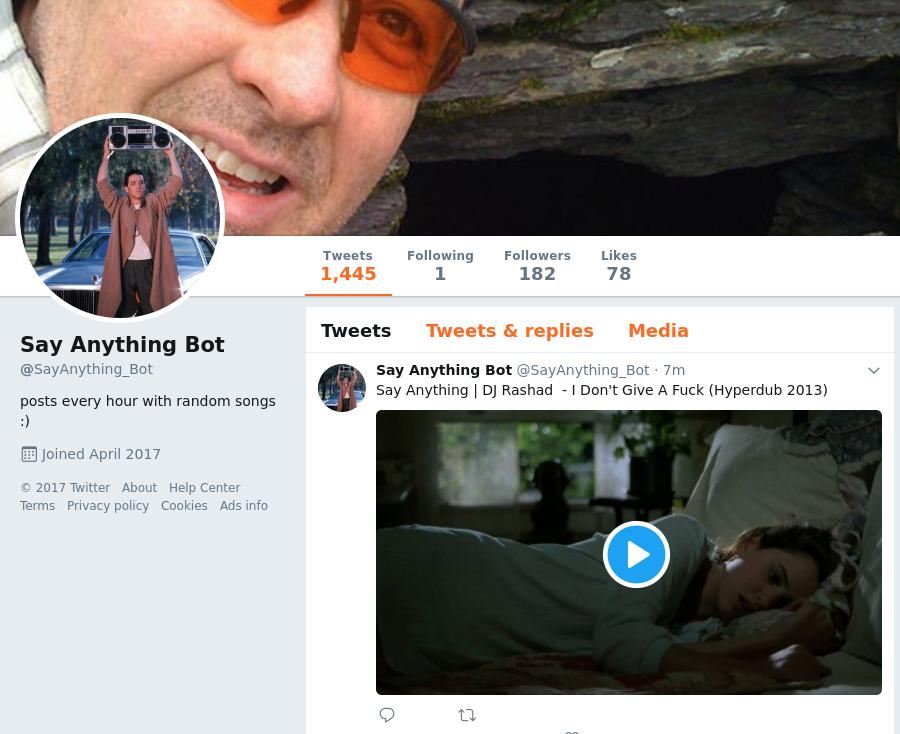 Tweets
1,445
Following
1
Followers
182
Likes
78
Say Anything Bot
@SayAnything_Bot
posts every hour with random songs
:)
Joined April 2017
© 2017 Twitter About Help Center
Terms Privacy policy Cookies Ads info
Tweets Tweets & replies Media
Say Anything Bot @SayAnything_Bot · 7m
Say Anything | DJ Rashad  - I Don't Give A Fuck (Hyperdub 2013)